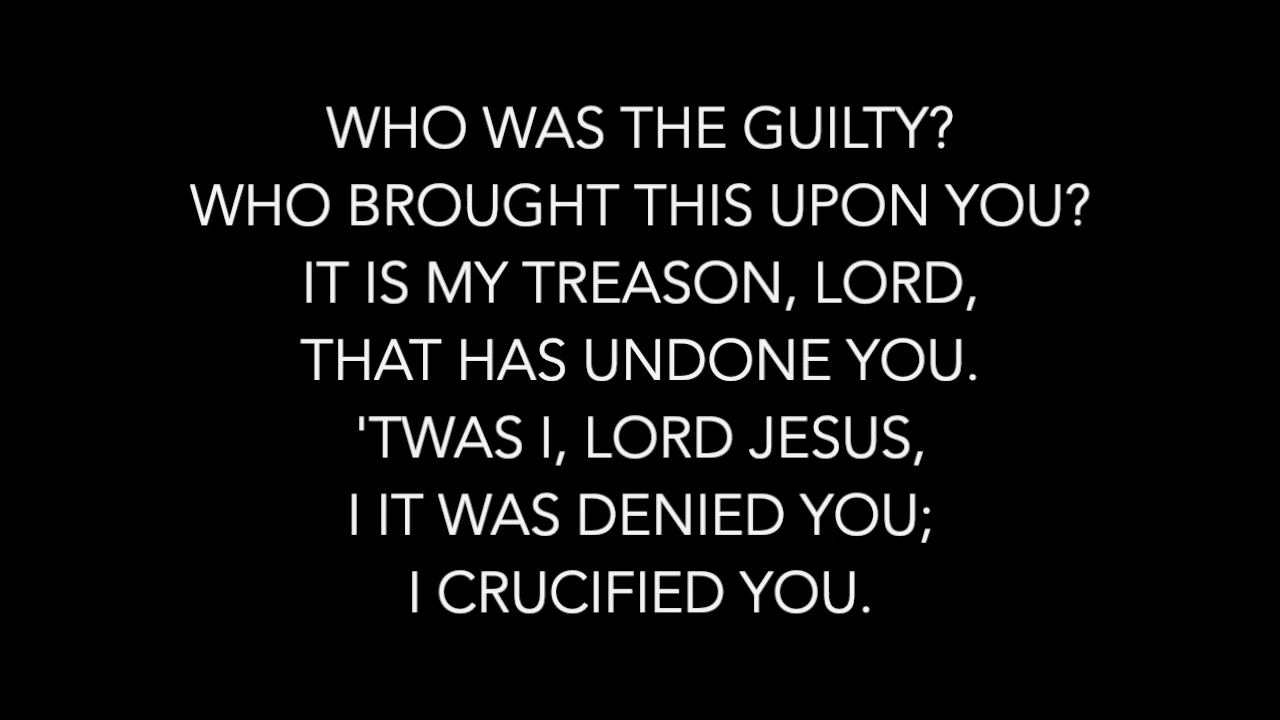 WHO WAS THE GUILTY?
WHO BROUGHT THIS UPON YOU?
IT IS MY TREASON, LORD,
THAT HAS UNDONE YOU.
'TWAS I, LORD JESUS,
I IT WAS DENIED YOU;
I CRUCIFIED YOU.